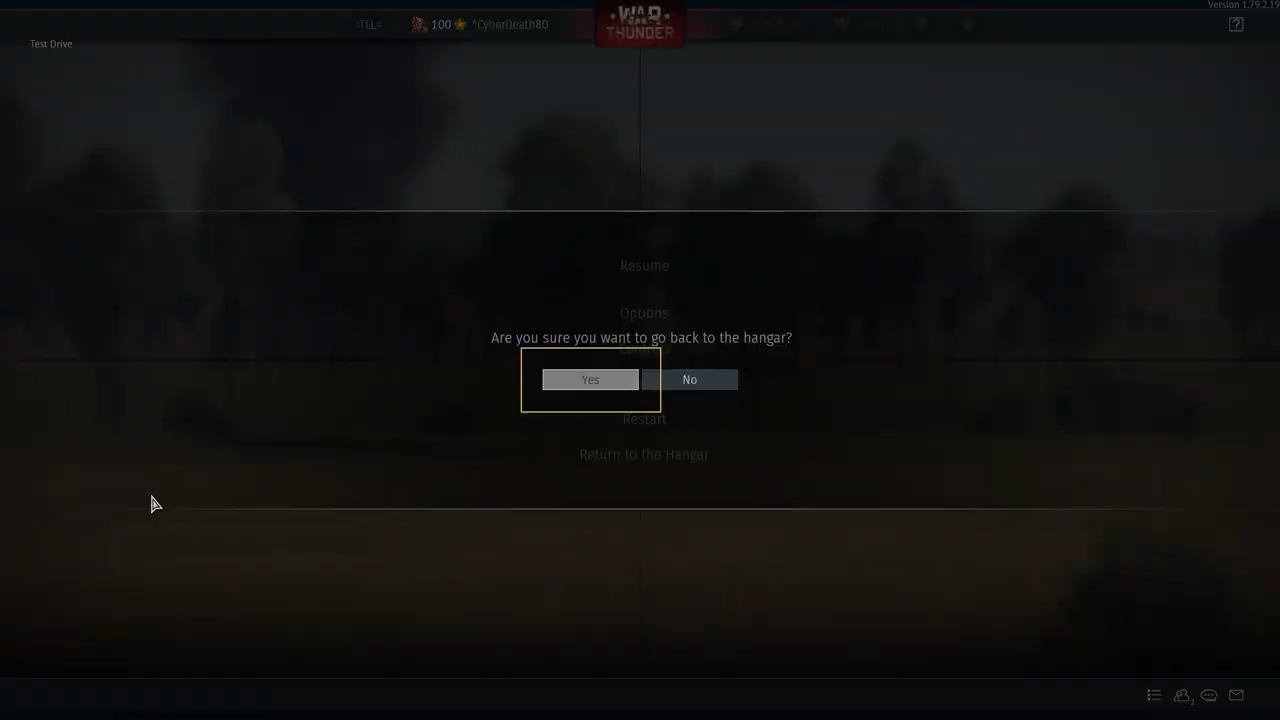 Version 1.79.2.19
=TLL= 100 *CyberDeath80
WAR THUNDER
Test Drive
Resume
Options
Are you sure you want to go back to the hangar?
Yes No
Restart
Return to the Hangar